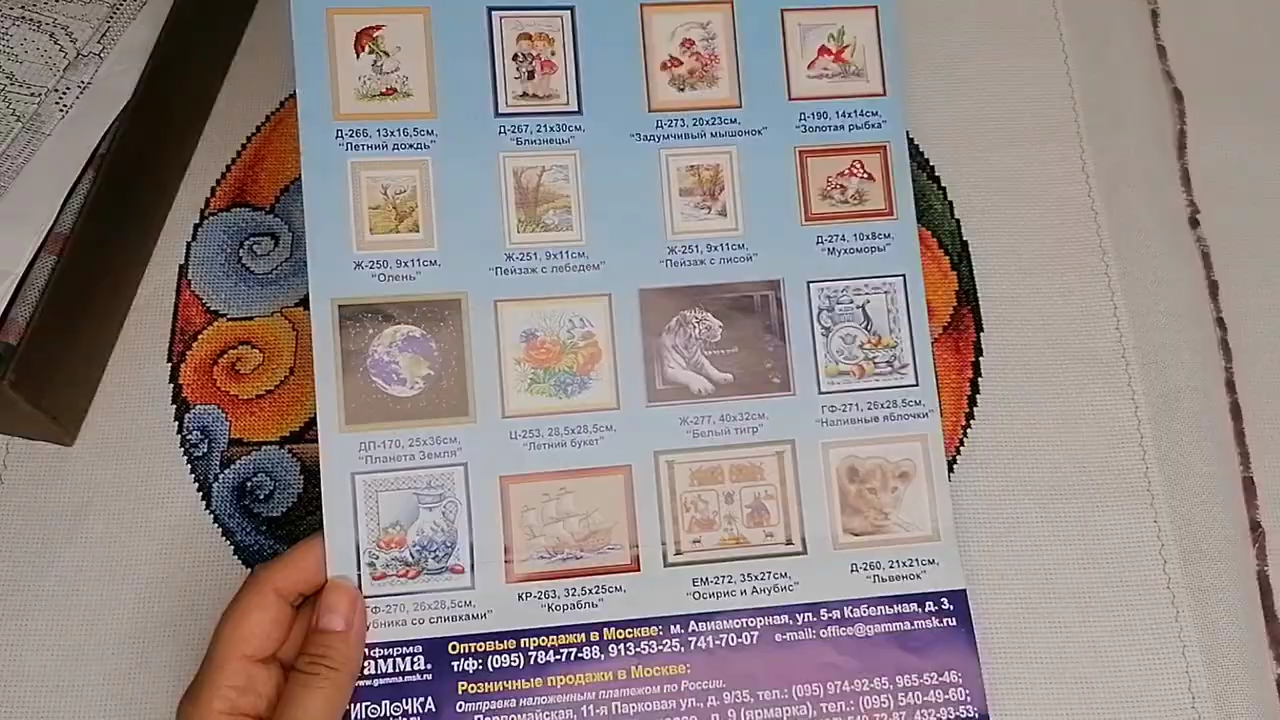 Д-266, 13х16,5см,
"Летний дождь"
Д-267, 21х30см,
"Близнецы"
Д-273, 20х23см,
"Задумчивый мышонок"
Д-190, 14х14см,
"Золотая рыбка"
Ж-250, 9х11см,
"Олень"
Ж-251, 9х11см,
"Пейзаж с лебедем"
Ж-251, 9х11см,
"Пейзаж с лисой"
Д-274, 10х8см,
"Мухоморы"
ДП-170, 25х36см,
"Планета Земля"
Ц-253, 28,5х28,5см,
"Летний букет"
Ж-277, 40х32см,
"Белый тигр"
ГФ-271, 26х28,5см,
"Наливные яблочки"
ГФ-270, 26х28,5см,
убника со сливками"
КР-263, 32,5х25см,
"Корабль"
ЕМ-272, 35х27см,
"Осирис и Анубис"
Д-260, 21х21см,
"Львенок"
фирма
гамма.
www.gamma.msk.ru
ИГОЛОЧКА
Оптовые продажи в Москве: м. Авиамоторная, ул. 5-я Кабельная, д. 3,
т/ф: (095) 784-77-88, 913-53-25, 741-70-07 e-mail: office@gamma.msk.ru
Розничные продажи в Москве:
Отправка наложенным платежом по России.
Первомайская, 11-я Парковая ул., д. 9/35, тел.: (095) 974-92-65, 965-52-46;
д. 9 (ярмарка), тел.: (095) 540-49-60;
432-93-53;